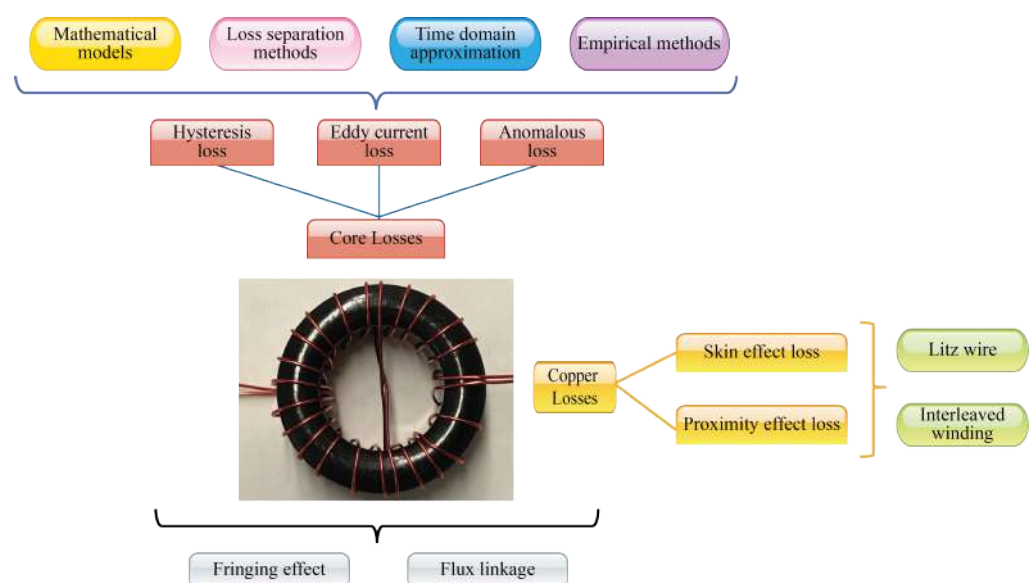 Mathematical
models
Loss separation
methods
Time domain
approximation
Empirical methods
Hysteresis
loss
Eddy current
loss
Anomalous
loss
Core Losses
Copper
Losses
Skin effect loss
Proximity effect loss
Litz wire
Interleaved
winding
Fringing effect
Flux linkage